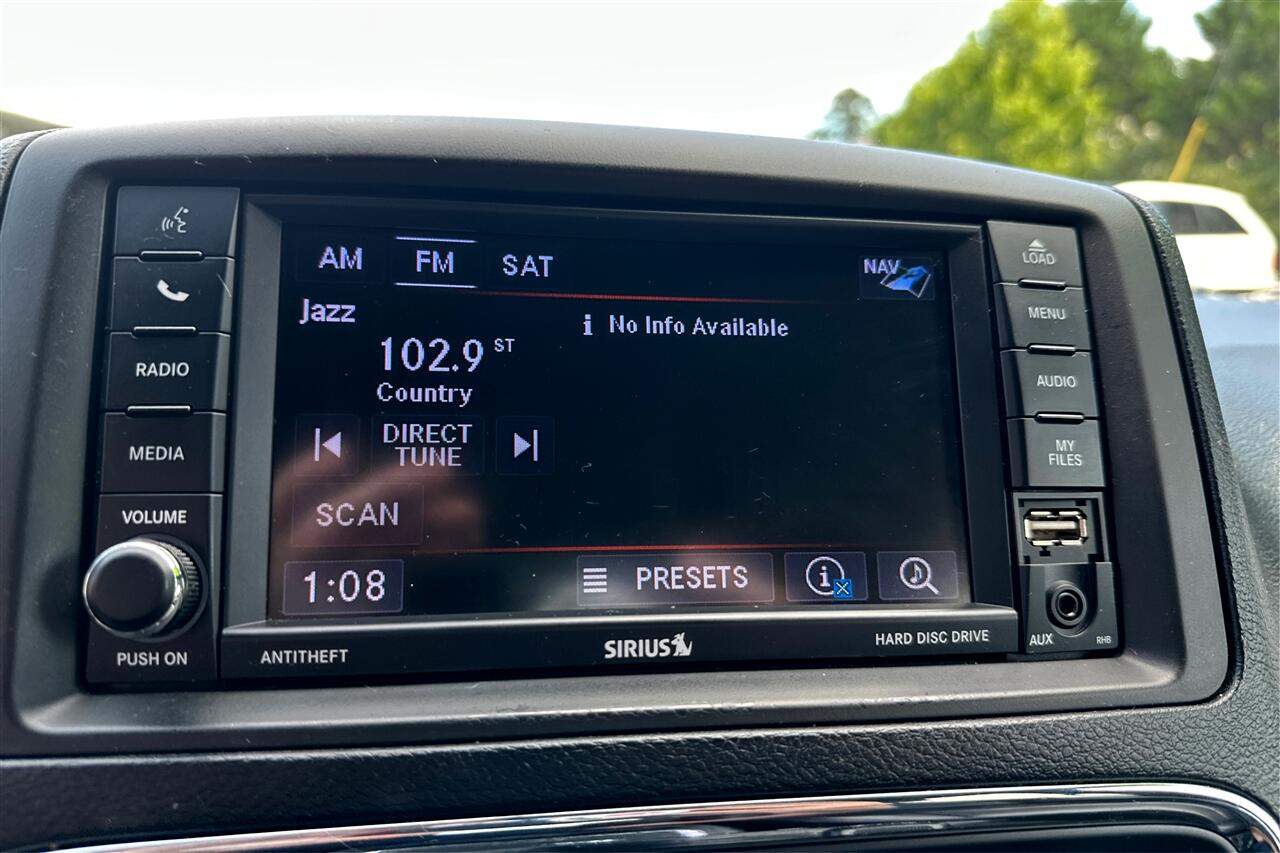 AM FM SAT NAV
Jazz
i No Info Available
102.9 ST
Country
DIRECT
TUNE
SCAN
1:08
PRESETS
i
RADIO
MEDIA
VOLUME
PUSH ON
ANTITHEFT
SIRIUS
HARD DISC DRIVE
LOAD
MENU
AUDIO
MY
FILES
AUX
RHB